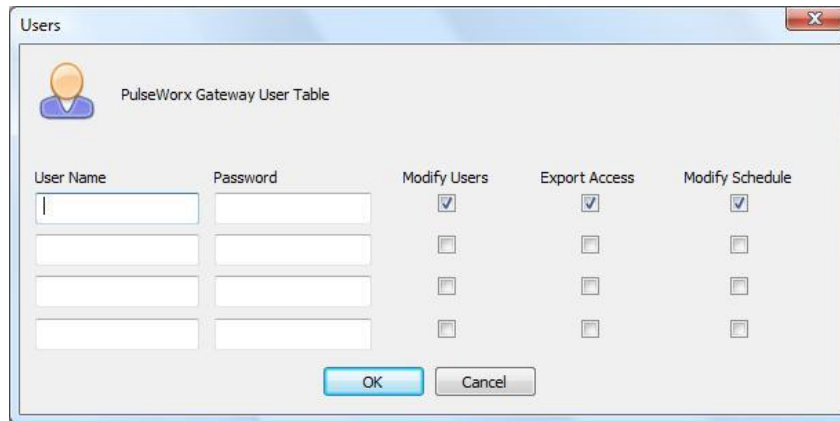 Users
PulseWorx Gateway User Table
User Name Password Modify Users Export Access Modify Schedule
OK Cancel